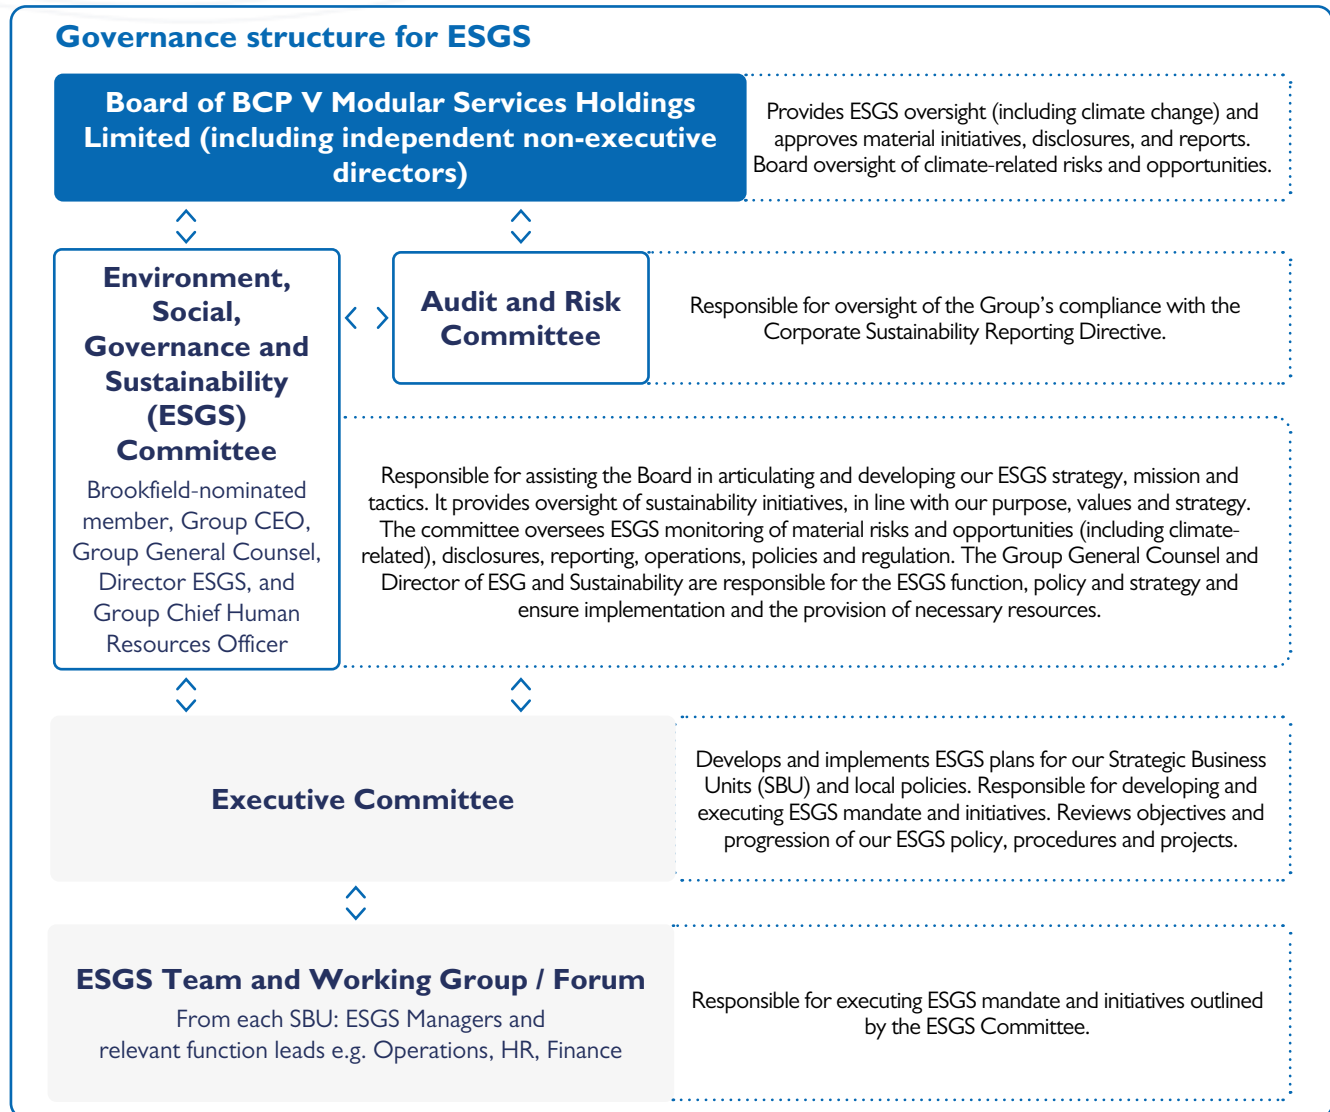 Governance structure for ESGS
Board of BCP V Modular Services Holdings
Limited (including independent non-executive
directors)
Provides ESGS oversight (including climate change) and
approves material initiatives, disclosures, and reports.
Board oversight of climate-related risks and opportunities.
Environment,
Social,
Governance and
Sustainability
(ESGS)
Committee
Brookfield-nominated
member, Group CEO,
Group General Counsel,
Director ESGS, and
Group Chief Human
Resources Officer
Audit and Risk
Committee
Responsible for oversight of the Group’s compliance with the
Corporate Sustainability Reporting Directive.
Responsible for assisting the Board in articulating and developing our ESGS strategy, mission and
tactics. It provides oversight of sustainability initiatives, in line with our purpose, values and strategy.
The committee oversees ESGS monitoring of material risks and opportunities (including climate-
related), disclosures, reporting, operations, policies and regulation. The Group General Counsel and
Director of ESG and Sustainability are responsible for the ESGS function, policy and strategy and
ensure implementation and the provision of necessary resources.
Executive Committee
Develops and implements ESGS plans for our Strategic Business
Units (SBU) and local policies. Responsible for developing and
executing ESGS mandate and initiatives. Reviews objectives and
progression of our ESGS policy, procedures and projects.
ESGS Team and Working Group / Forum
From each SBU: ESGS Managers and
relevant function leads e.g. Operations, HR, Finance
Responsible for executing ESGS mandate and initiatives outlined
by the ESGS Committee.